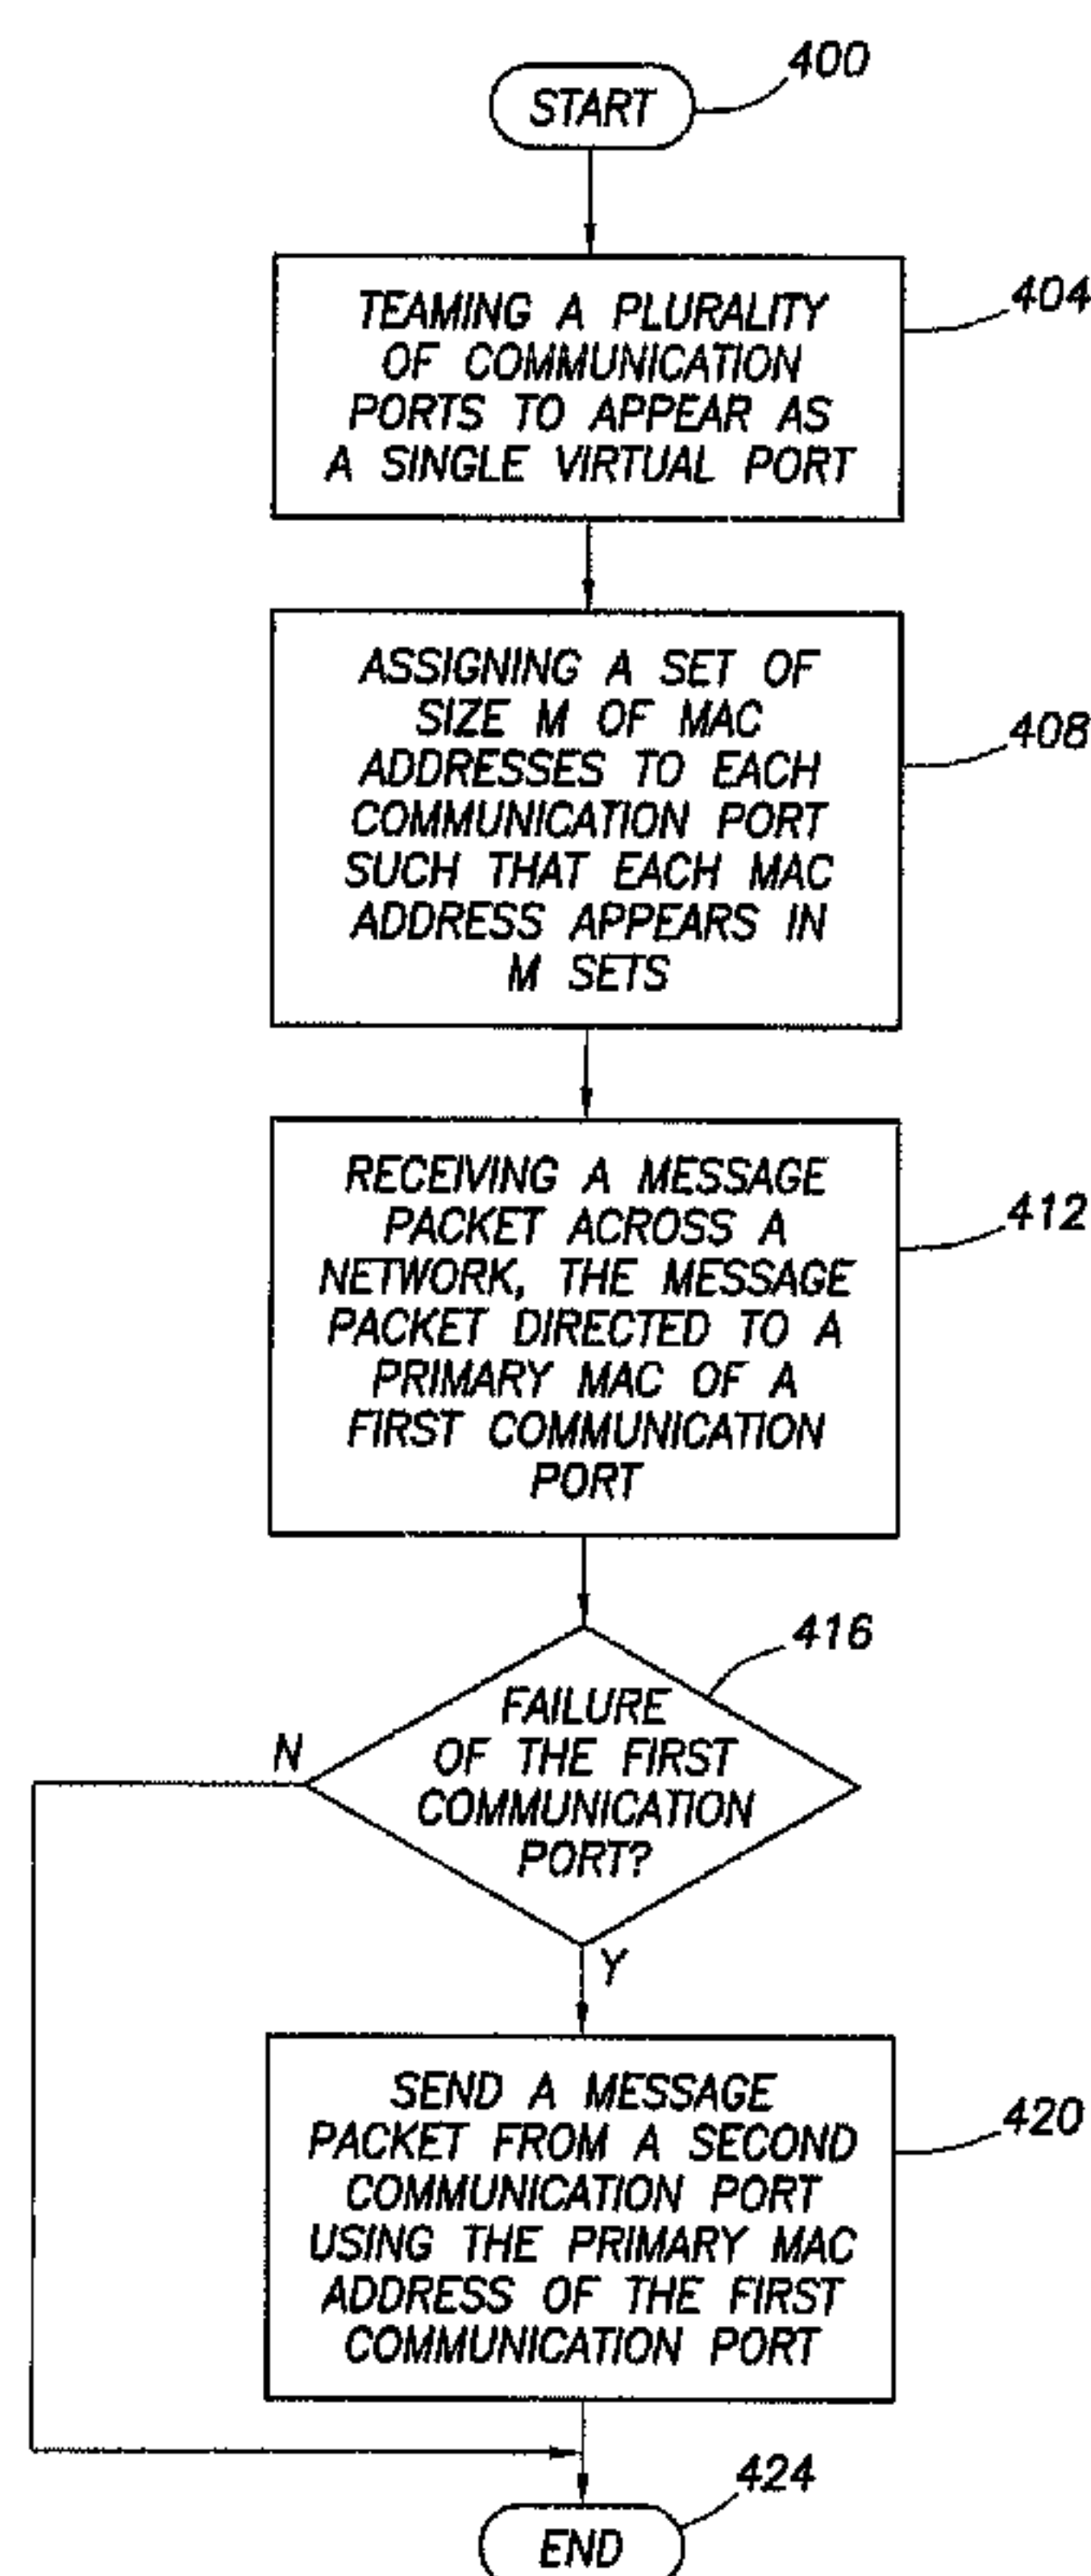 400
START
404
TEAMING A PLURALITY
OF COMMUNICATION
PORTS TO APPEAR AS
A SINGLE VIRTUAL PORT
408
ASSIGNING A SET OF
SIZE M OF MAC
ADDRESSES TO EACH
COMMUNICATION PORT
SUCH THAT EACH MAC
ADDRESS APPEARS IN
M SETS
412
RECEIVING A MESSAGE
PACKET ACROSS A
NETWORK, THE MESSAGE
PACKET DIRECTED TO A
PRIMARY MAC OF A
FIRST COMMUNICATION
PORT
416
FAILURE
OF THE FIRST
COMMUNICATION
PORT?
N
Y
420
SEND A MESSAGE
PACKET FROM A SECOND
COMMUNICATION PORT
USING THE PRIMARY MAC
ADDRESS OF THE FIRST
COMMUNICATION PORT
424
END